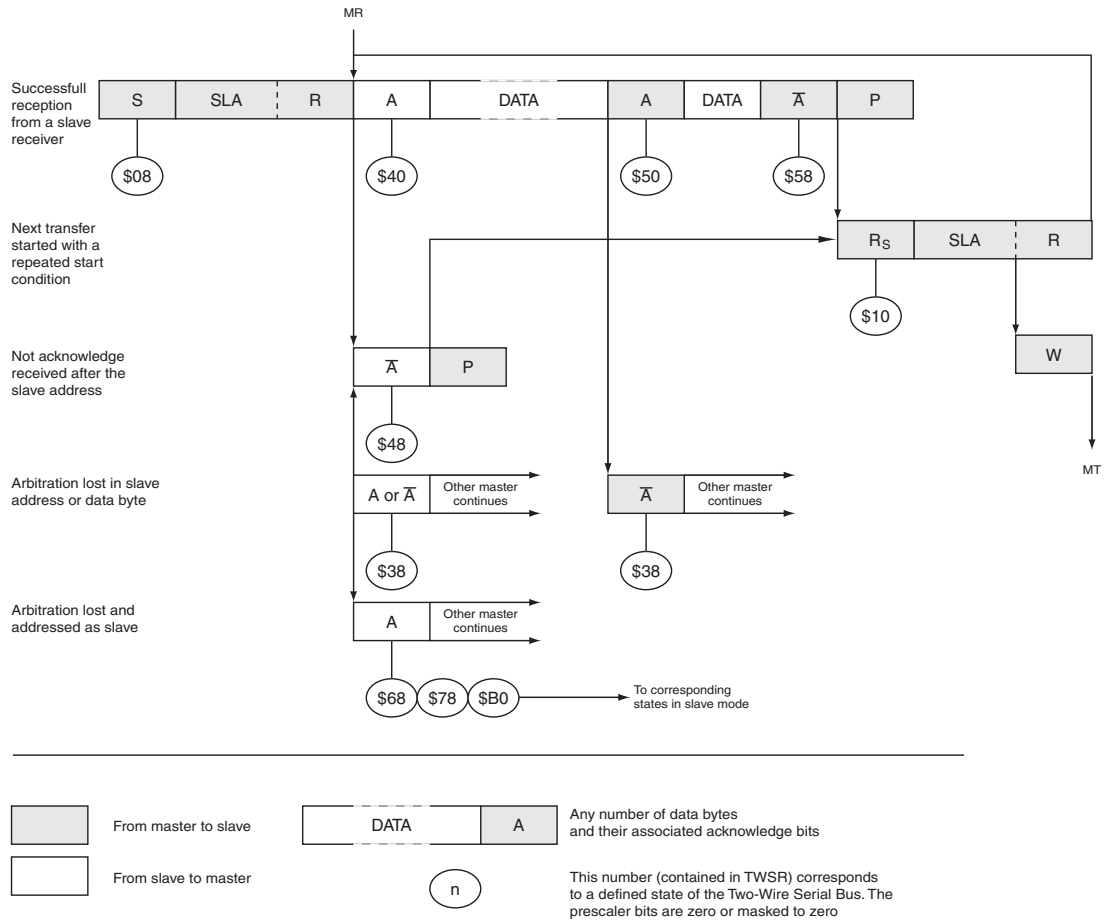 MR
Successfull
reception
from a slave
receiver
S SLA R A DATA A DATA A̅ P
$08 $40 $50 $58
Next transfer
started with a
repeated start
condition
RS SLA R
$10
Not acknowledge
received after the
slave address
A̅ P
W
$48
MT
Arbitration lost in slave
address or data byte
A or A̅
Other master
continues
A̅
Other master
continues
$38 $38
Arbitration lost and
addressed as slave
A
Other master
continues
$68 $78 $B0
To corresponding
states in slave mode
From master to slave
DATA A
Any number of data bytes
and their associated acknowledge bits
From slave to master
n
This number (contained in TWSR) corresponds
to a defined state of the Two-Wire Serial Bus. The
prescaler bits are zero or masked to zero